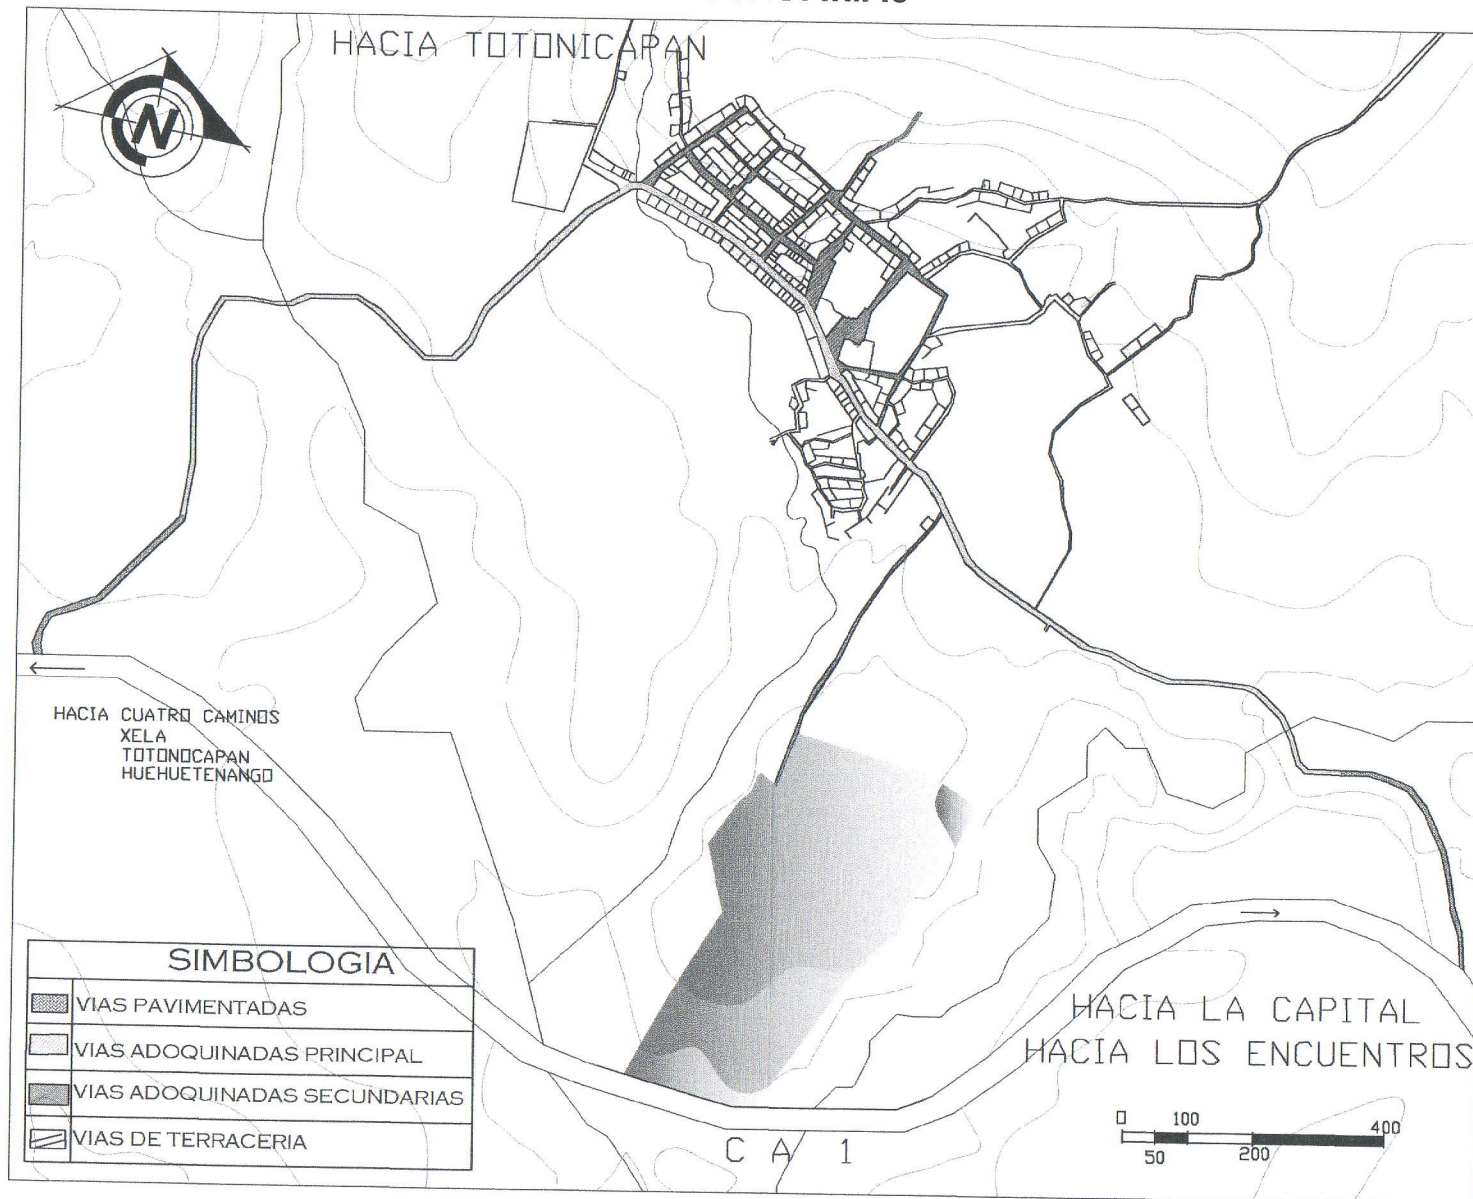 HACIA TOTONICAPAN
N
HACIA CUATRO CAMINOS
XELA
TOTONOCAPAN
HUEHUETENANGO
SIMBOLOGIA
VIAS PAVIMENTADAS
VIAS ADOQUINADAS PRINCIPAL
VIAS ADOQUINADAS SECUNDARIAS
VIAS DE TERRACERIA
HACIA LA CAPITAL
HACIA LOS ENCUENTROS
C A 1
0 100 400
50 200